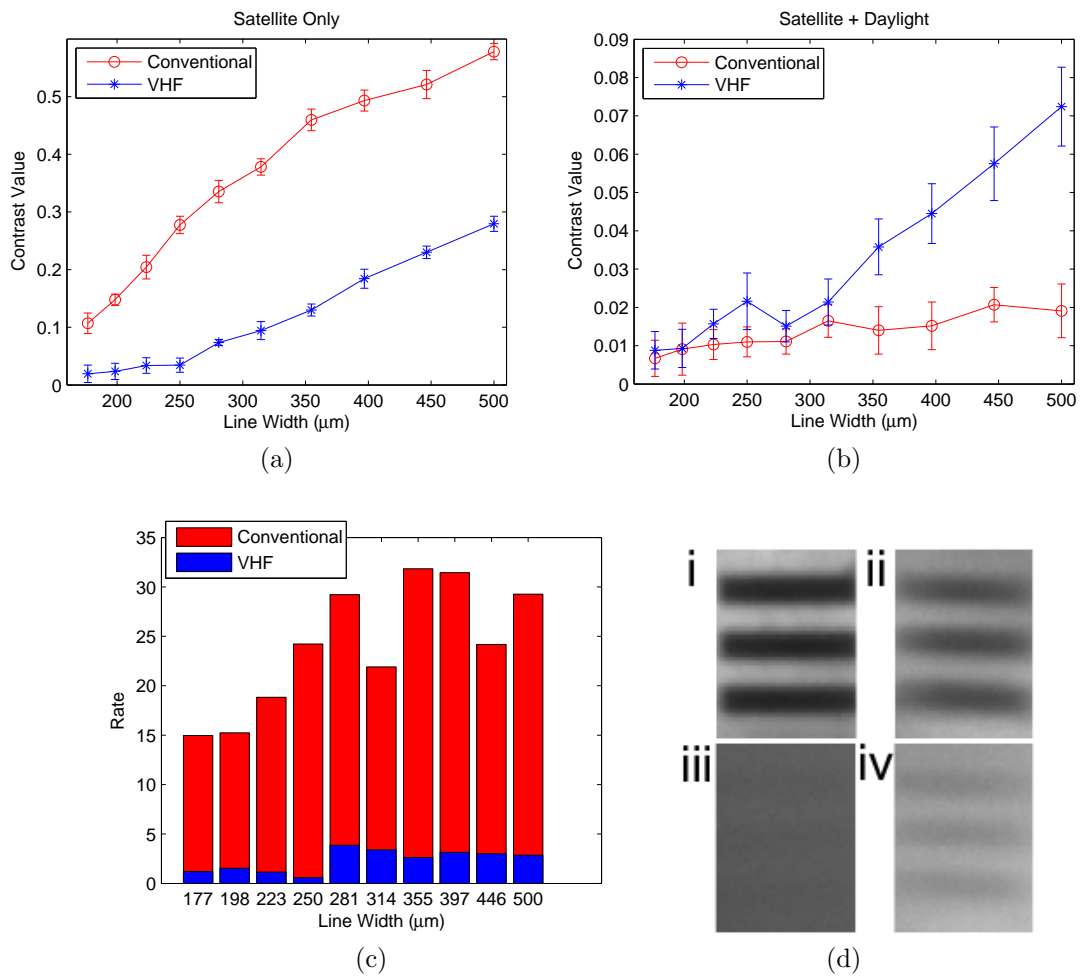 Satellite Only
Conventional
VHF
0.5
0.4
0.3
0.2
0.1
0
Contrast Value
200 250 300 350 400 450 500
Line Width (μm)
(a)
Satellite + Daylight
Conventional
VHF
0.09
0.08
0.07
0.06
0.05
0.04
0.03
0.02
0.01
0
Contrast Value
200 250 300 350 400 450 500
Line Width (μm)
(b)
Conventional
VHF
35
30
25
20
15
10
5
0
Rate
177 198 223 250 281 314 355 397 446 500
Line Width (μm)
(c)
i
ii
iii
iv
(d)